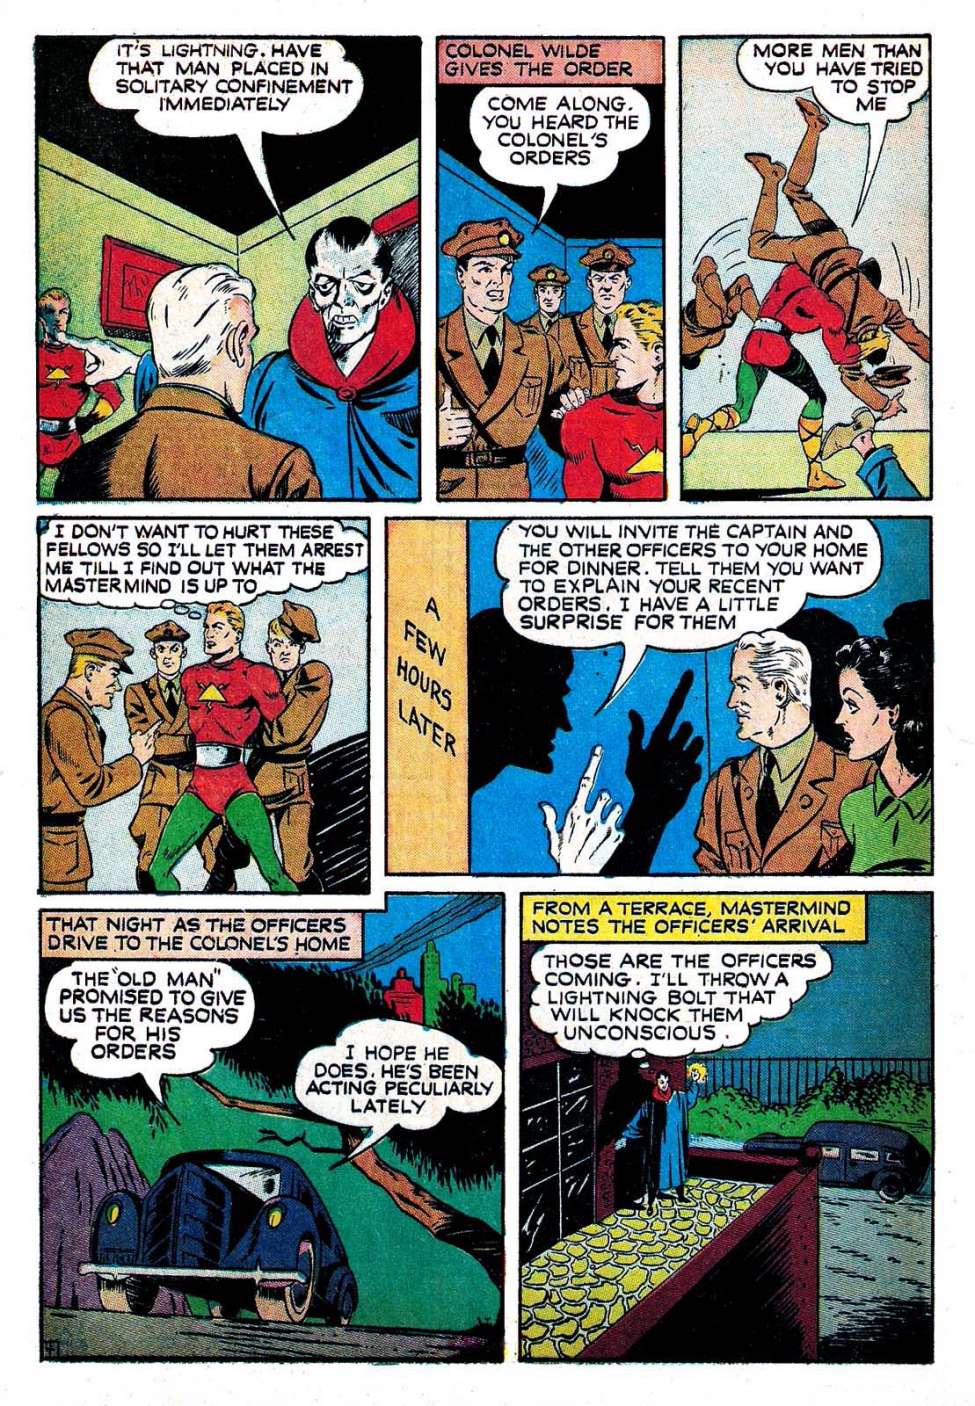 IT'S LIGHTNING. HAVE
THAT MAN PLACED IN
SOLITARY CONFINEMENT
IMMEDIATELY
COLONEL WILDE
GIVES THE ORDER
COME ALONG.
YOU HEARD THE
COLONEL'S
ORDERS
MORE MEN THAN
YOU HAVE TRIED
TO STOP
ME
I DON'T WANT TO HURT THESE
FELLOWS SO I'LL LET THEM ARREST
ME TILL I FIND OUT WHAT THE
MASTERMIND IS UP TO
A
FEW
HOURS
LATER
YOU WILL INVITE THE CAPTAIN AND
THE OTHER OFFICERS TO YOUR HOME
FOR DINNER. TELL THEM YOU WANT
TO EXPLAIN YOUR RECENT
ORDERS. I HAVE A LITTLE
SURPRISE FOR THEM
THAT NIGHT AS THE OFFICERS
DRIVE TO THE COLONEL'S HOME
THE "OLD MAN"
PROMISED TO GIVE
US THE REASONS
FOR HIS
ORDERS
I HOPE HE
DOES. HE'S BEEN
ACTING PECULIARLY
LATELY
FROM A TERRACE, MASTERMIND
NOTES THE OFFICERS' ARRIVAL
THOSE ARE THE OFFICERS
COMING. I'LL THROW A
LIGHTNING BOLT THAT
WILL KNOCK THEM
UNCONSCIOUS.